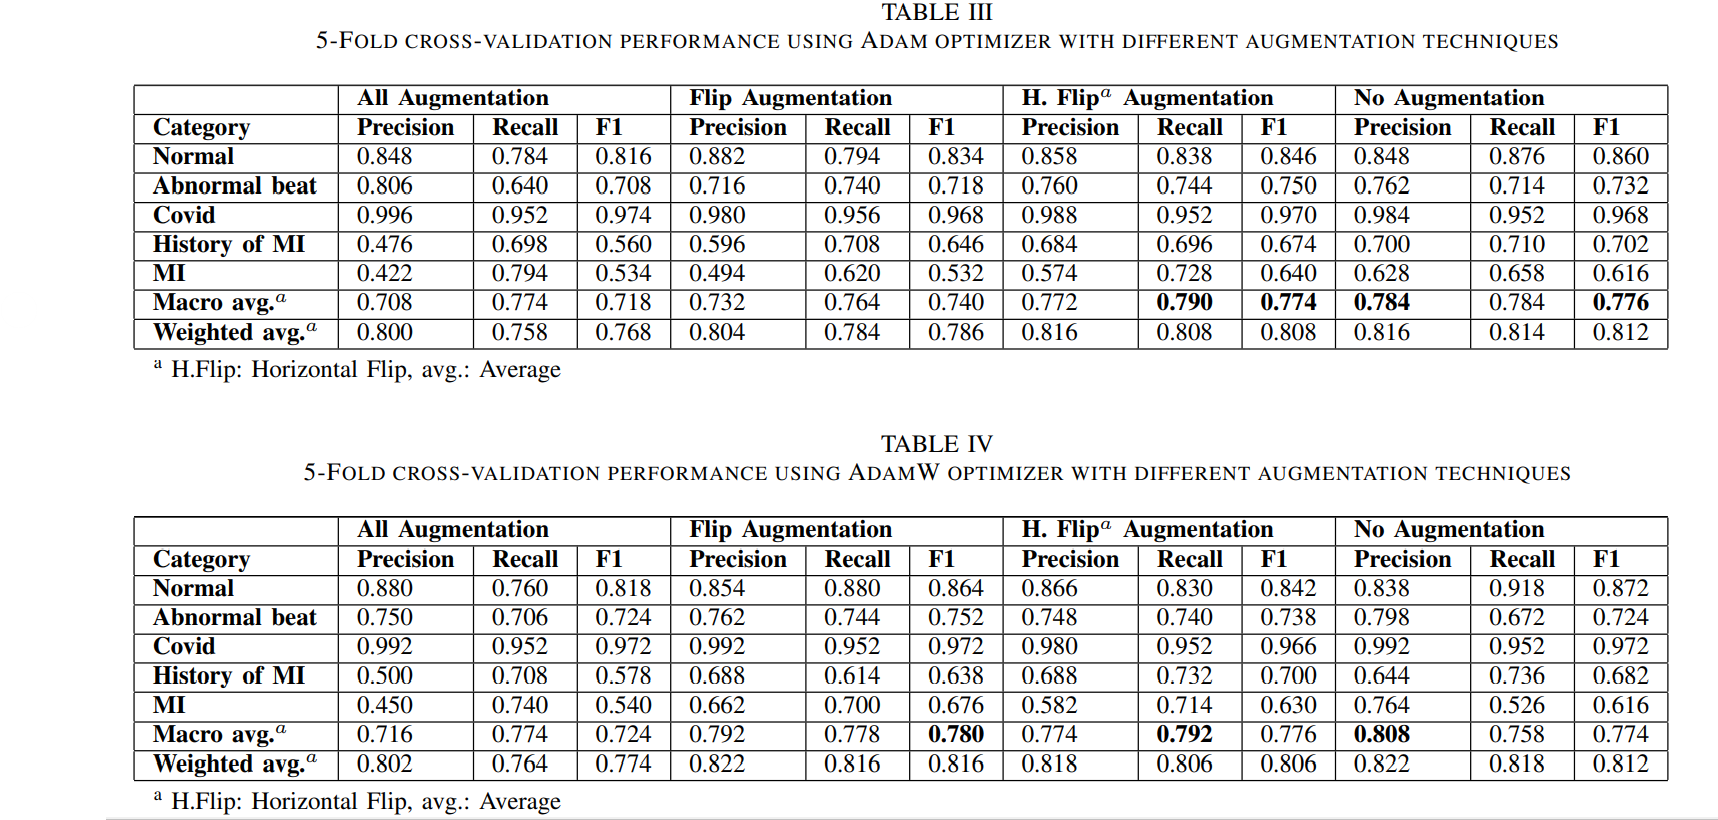 TABLE III
5-FOLD CROSS-VALIDATION PERFORMANCE USING ADAM OPTIMIZER WITH DIFFERENT AUGMENTATION TECHNIQUES
All Augmentation Flip Augmentation H. Flipᵃ Augmentation No Augmentation
Category Precision Recall F1 Precision Recall F1 Precision Recall F1 Precision Recall F1
Normal 0.848 0.784 0.816 0.882 0.794 0.834 0.858 0.838 0.846 0.848 0.876 0.860
Abnormal beat 0.806 0.640 0.708 0.716 0.740 0.718 0.760 0.744 0.750 0.762 0.714 0.732
Covid 0.996 0.952 0.974 0.980 0.956 0.968 0.988 0.952 0.970 0.984 0.952 0.968
History of MI 0.476 0.698 0.560 0.596 0.708 0.646 0.684 0.696 0.674 0.700 0.710 0.702
MI 0.422 0.794 0.534 0.494 0.620 0.532 0.574 0.728 0.640 0.628 0.658 0.616
Macro avg.ᵃ 0.708 0.774 0.718 0.732 0.764 0.740 0.772 0.790 0.774 0.784 0.784 0.776
Weighted avg.ᵃ 0.800 0.758 0.768 0.804 0.784 0.786 0.816 0.808 0.808 0.816 0.814 0.812
ᵃ H.Flip: Horizontal Flip, avg.: Average
TABLE IV
5-FOLD CROSS-VALIDATION PERFORMANCE USING ADAMW OPTIMIZER WITH DIFFERENT AUGMENTATION TECHNIQUES
All Augmentation Flip Augmentation H. Flipᵃ Augmentation No Augmentation
Category Precision Recall F1 Precision Recall F1 Precision Recall F1 Precision Recall F1
Normal 0.880 0.760 0.818 0.854 0.880 0.864 0.866 0.830 0.842 0.838 0.918 0.872
Abnormal beat 0.750 0.706 0.724 0.762 0.744 0.752 0.748 0.740 0.738 0.798 0.672 0.724
Covid 0.992 0.952 0.972 0.992 0.952 0.972 0.980 0.952 0.966 0.992 0.952 0.972
History of MI 0.500 0.708 0.578 0.688 0.614 0.638 0.688 0.732 0.700 0.644 0.736 0.682
MI 0.450 0.740 0.540 0.662 0.700 0.676 0.582 0.714 0.630 0.764 0.526 0.616
Macro avg.ᵃ 0.716 0.774 0.724 0.792 0.778 0.780 0.774 0.792 0.776 0.808 0.758 0.774
Weighted avg.ᵃ 0.802 0.764 0.774 0.822 0.816 0.816 0.818 0.806 0.806 0.822 0.818 0.812
ᵃ H.Flip: Horizontal Flip, avg.: Average